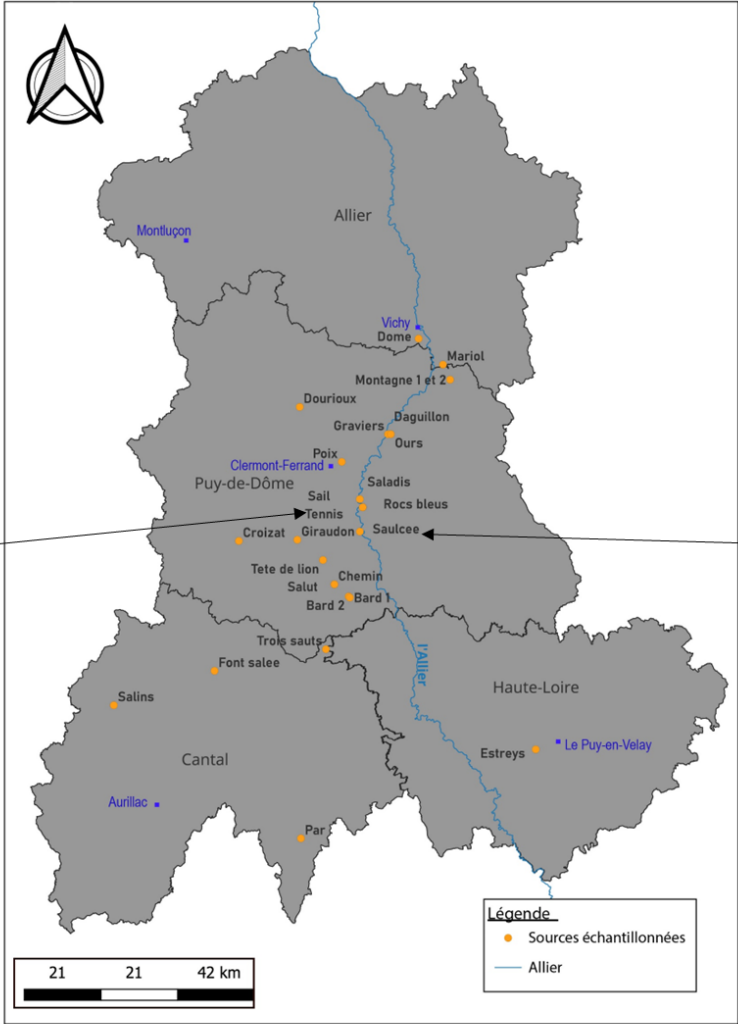 Allier
Montluçon
Vichy
Dome
Mariol
Montagne 1 et 2
Dourioux
Daguillon
Graviers
Ours
Poix
Clermont-Ferrand
Puy-de-Dôme
Saladis
Sail
Rocs bleus
Tennis
Saulcee
Croizat
Giraudon
Tete de lion
Chemin
Salut
Bard 1
Bard 2
Trois sauts
l'Allier
Font salee
Haute-Loire
Salins
Le Puy-en-Velay
Estreys
Cantal
Aurillac
Par
Légende
Sources échantillonnées
Allier
21 21 42 km